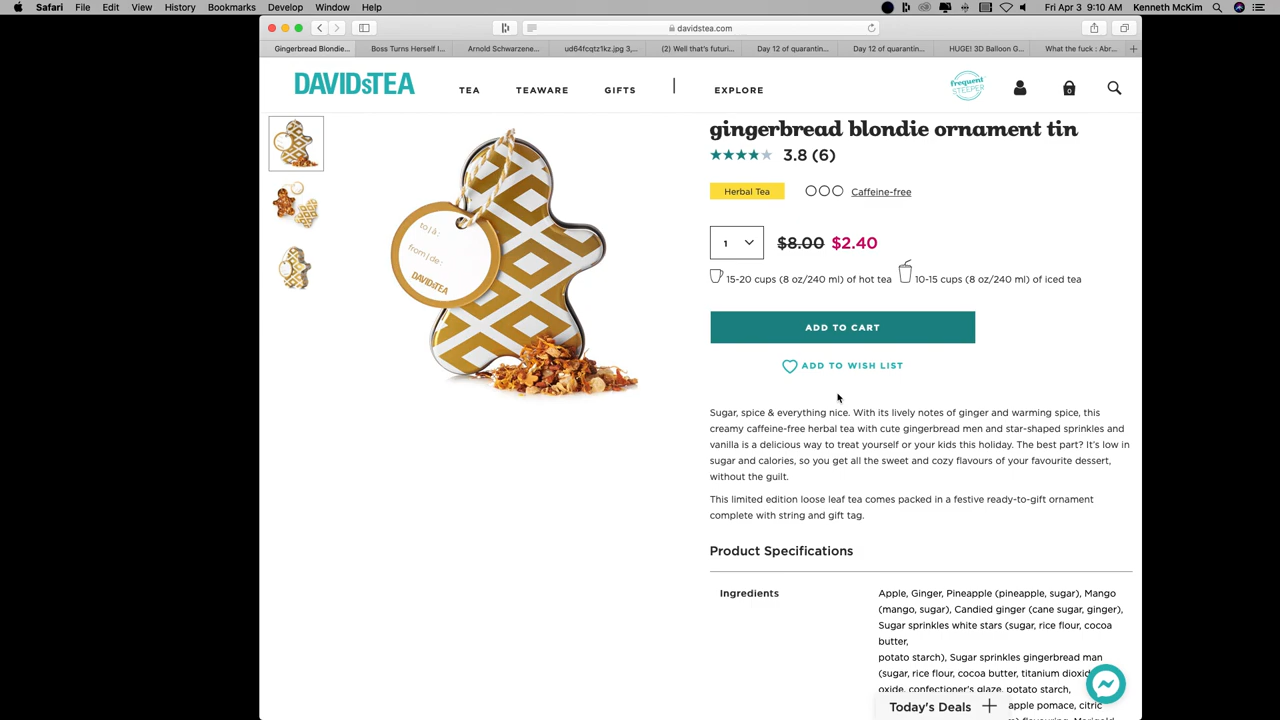 Safari File Edit View History Bookmarks Develop Window Help Fri Apr 3 9:10 AM Kenneth McKim
davidstea.com
Gingerbread Blondie... Boss Turns Herself I... Arnold Schwarzene... ud64fcqtz1kz.jpg 3,... (2) Well that's futuri... Day 12 of quarantin... Day 12 of quarantin... HUGE! 3D Balloon G... What the fuck : Abr...
DAVIDsTEA
TEA TEAWARE GIFTS | EXPLORE
frequent
STEEPER
0
gingerbread blondie ornament tin
3.8 (6)
Herbal Tea Caffeine-free
1 $8.00 $2.40
15-20 cups (8 oz/240 ml) of hot tea 10-15 cups (8 oz/240 ml) of iced tea
to|à:
from|de:
DAVIDsTEA
ADD TO CART
ADD TO WISH LIST
Sugar, spice & everything nice. With its lively notes of ginger and warming spice, this
creamy caffeine-free herbal tea with cute gingerbread men and star-shaped sprinkles and
vanilla is a delicious way to treat yourself or your kids this holiday. The best part? It's low in
sugar and calories, so you get all the sweet and cozy flavours of your favourite dessert,
without the guilt.
This limited edition loose leaf tea comes packed in a festive ready-to-gift ornament
complete with string and gift tag.
Product Specifications
Ingredients
Apple, Ginger, Pineapple (pineapple, sugar), Mango
(mango, sugar), Candied ginger (cane sugar, ginger),
Sugar sprinkles white stars (sugar, rice flour, cocoa
butter,
potato starch), Sugar sprinkles gingerbread man
(sugar, rice flour, cocoa butter, titanium
oxide, confectioner's glaze, potato starch,
apple pomace, citric
Today's Deals +